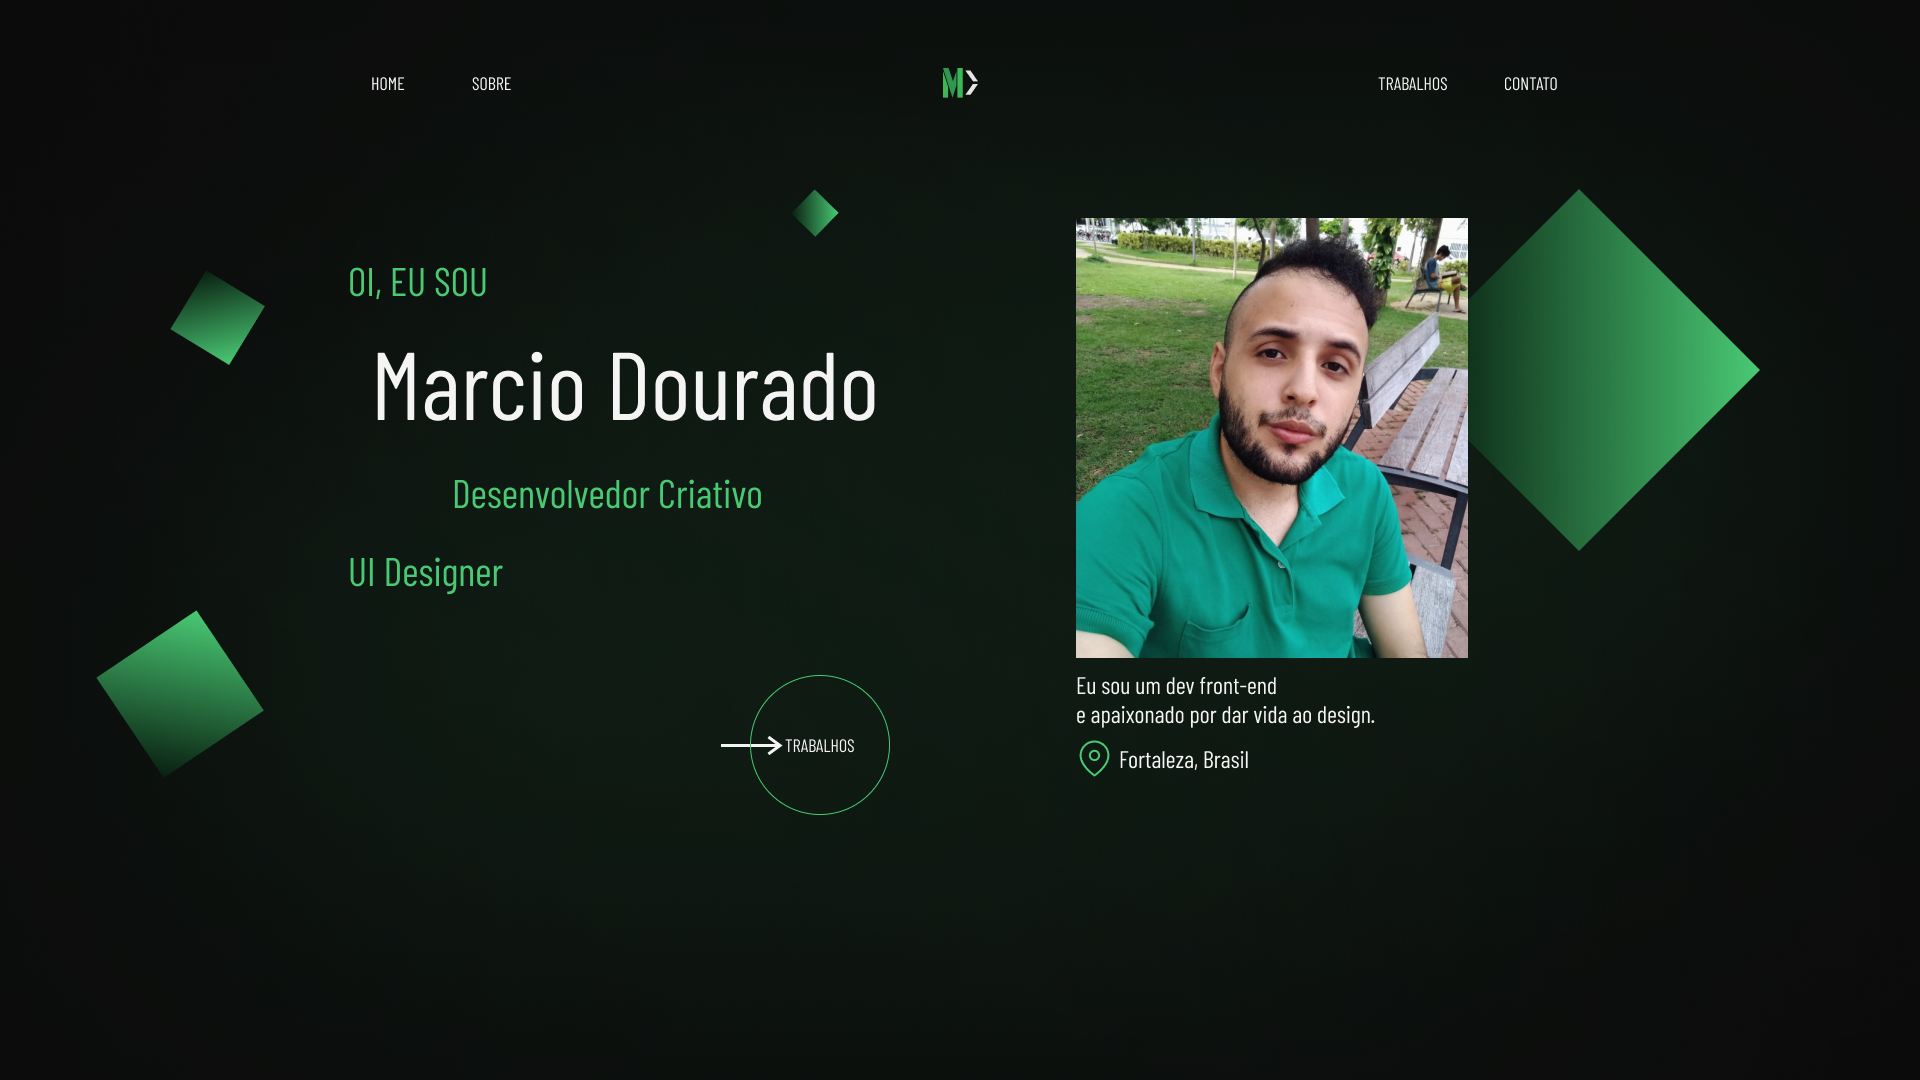 HOME
SOBRE
M
TRABALHOS
CONTATO
OI, EU SOU
Marcio Dourado
Desenvolvedor Criativo
UI Designer
TRABALHOS
Eu sou um dev front-end
e apaixonado por dar vida ao design.
Fortaleza, Brasil